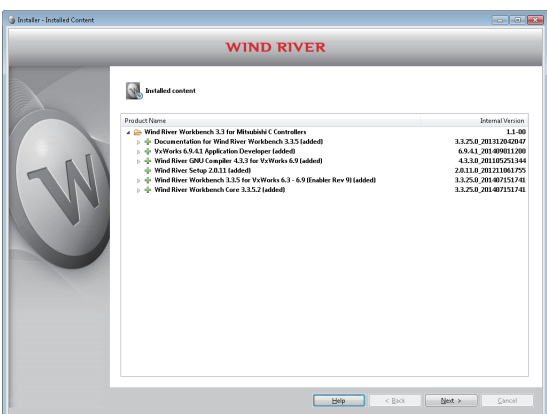 Installer - Installed Content
WIND RIVER
Installed content
Product Name Internal Version
Wind River Workbench 3.3 for Mitsubishi C Controllers 1.1-00
Documentation for Wind River Workbench 3.3.5 (added) 3.3.25.0_201312042047
VxWorks 6.9.4.1 Application Developer (added) 6.9.4.1_201409011200
Wind River GNU Compiler 4.3.3 for VxWorks 6.9 (added) 4.3.3.0_201105251344
Wind River Setup 2.0.11 (added) 2.0.11.0_201211061755
Wind River Workbench 3.3.5 for VxWorks 6.3 - 6.9 (Enabler Rev 9) (added) 3.3.25.0_201407151741
Wind River Workbench Core 3.3.5.2 (added) 3.3.25.0_201407151741
W
Help < Back Next > Cancel